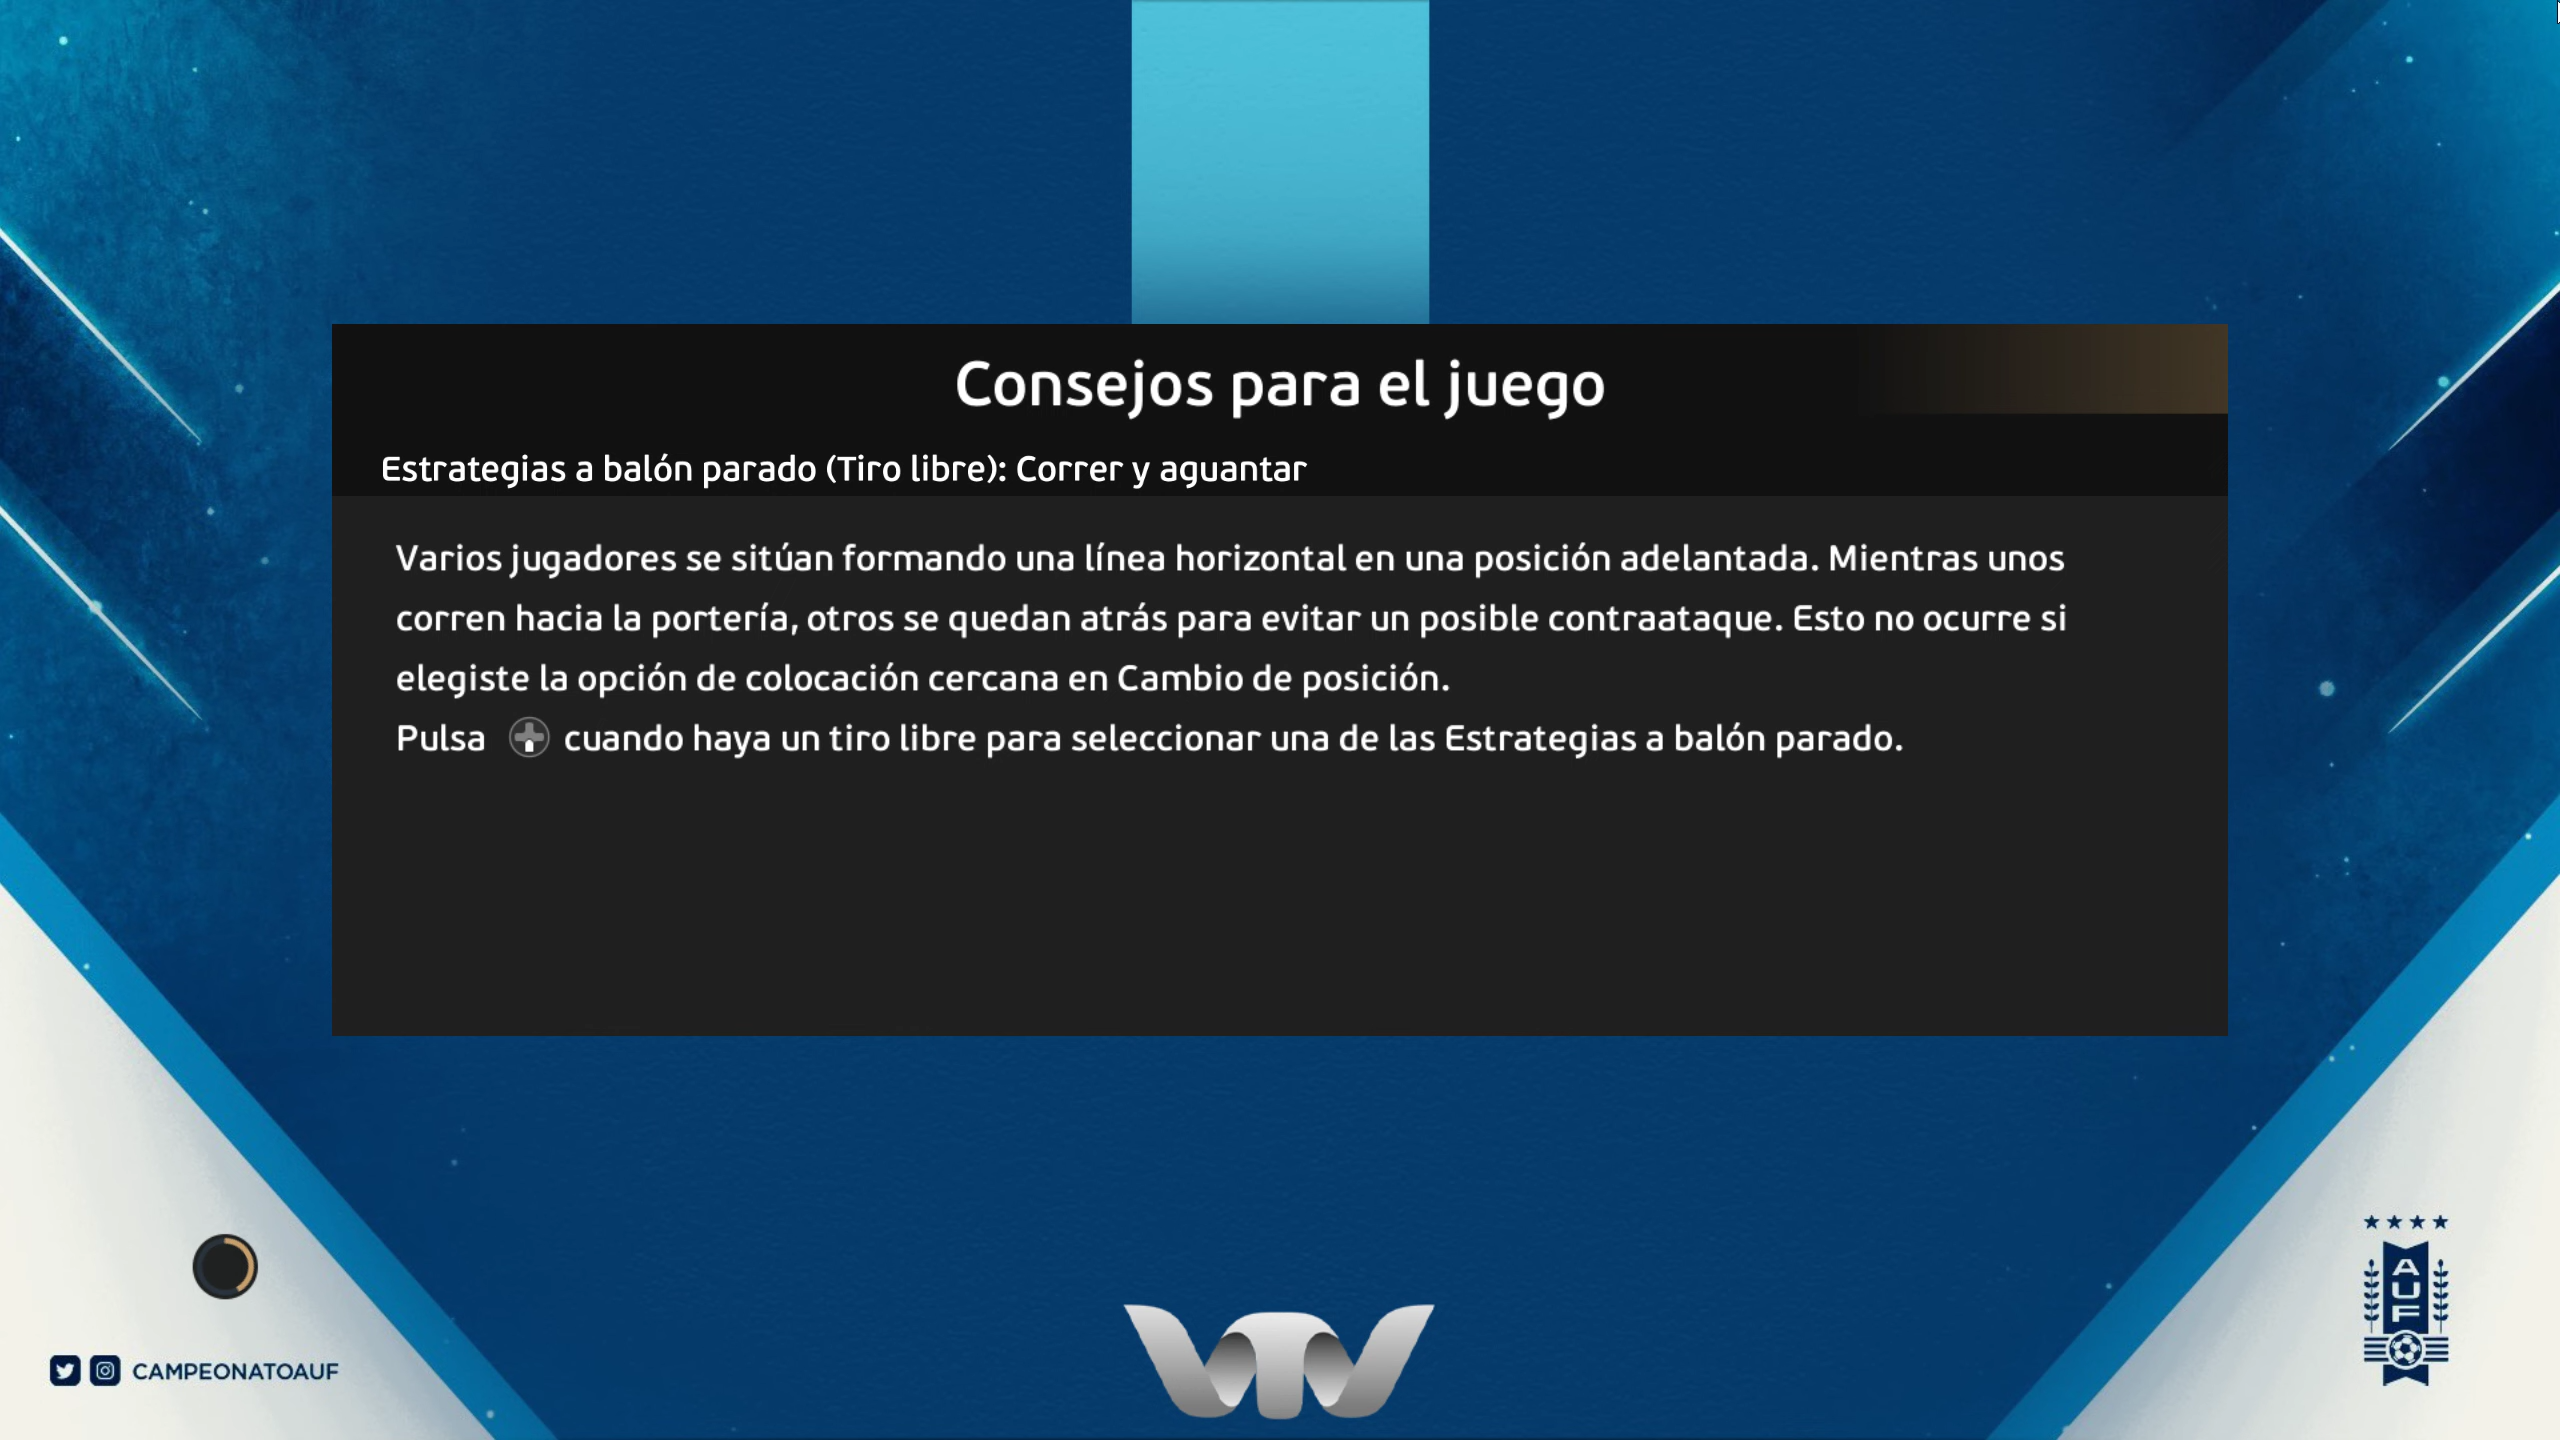 Consejos para el juego
Estrategias a balón parado (Tiro libre): Correr y aguantar
Varios jugadores se sitúan formando una línea horizontal en una posición adelantada. Mientras unos
corren hacia la portería, otros se quedan atrás para evitar un posible contraataque. Esto no ocurre si
elegiste la opción de colocación cercana en Cambio de posición.
Pulsa cuando haya un tiro libre para seleccionar una de las Estrategias a balón parado.
CAMPEONATOAUF
VTV
AUF